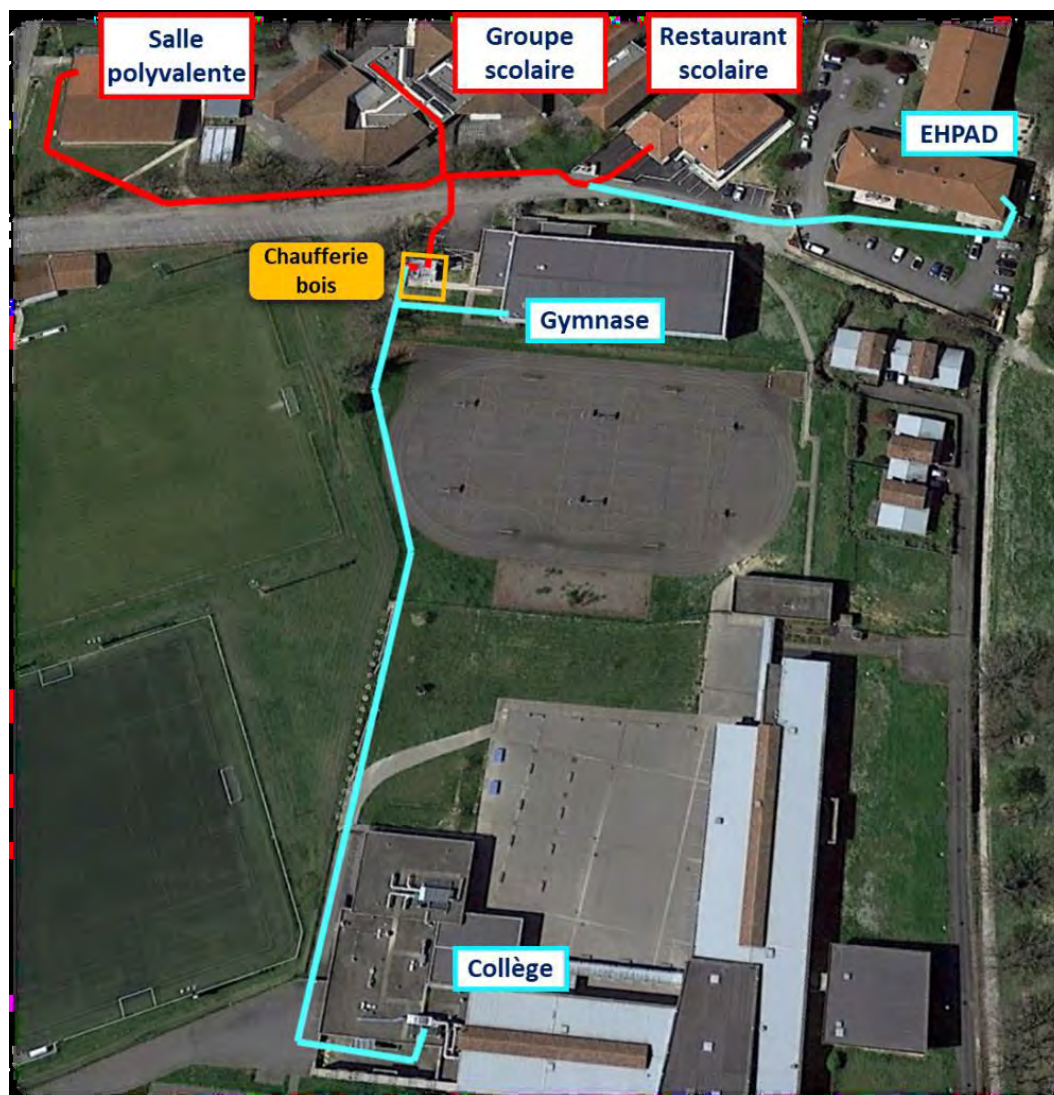 Salle
polyvalente
Groupe
scolaire
Restaurant
scolaire
EHPAD
Chaufferie
bois
Gymnase
Collège